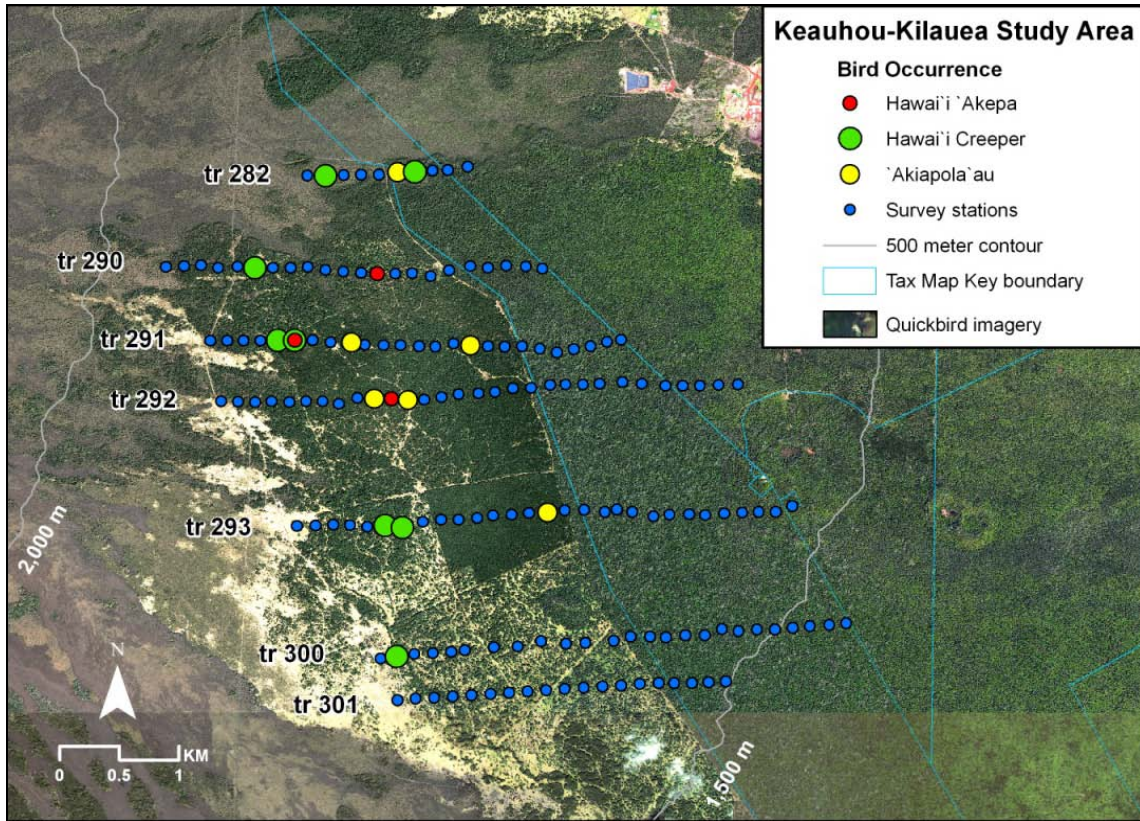 Keauhou-Kilauea Study Area
Bird Occurrence
Hawai`i `Akepa
Hawai`i Creeper
`Akiapola`au
Survey stations
500 meter contour
Tax Map Key boundary
Quickbird imagery
tr 282
tr 290
tr 291
tr 292
tr 293
2,000 m
tr 300
tr 301
N
KM
0 0.5 1
1,500 m